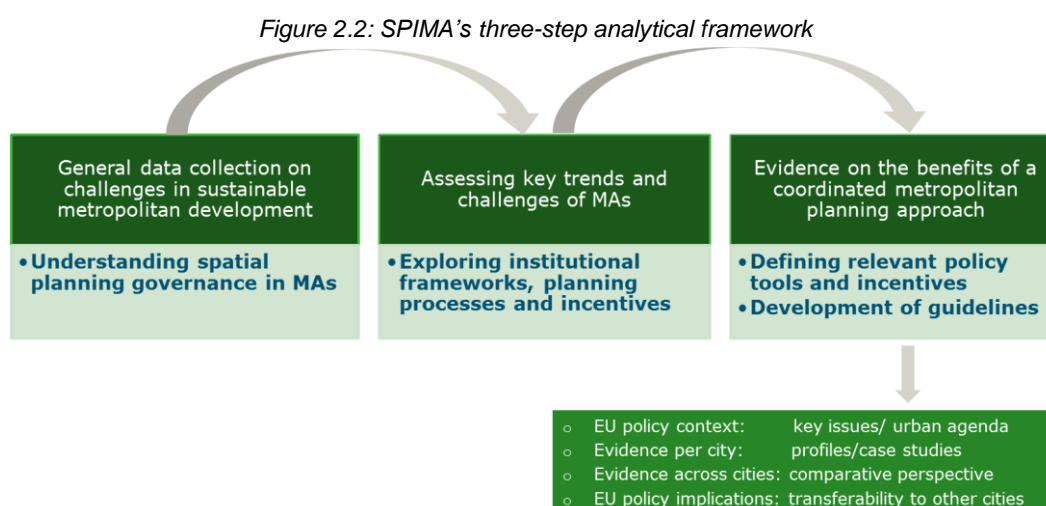 Figure 2.2: SPIMA's three-step analytical framework
General data collection on
challenges in sustainable
metropolitan development
•Understanding spatial
planning governance in MAs
Assessing key trends and
challenges of MAs
•Exploring institutional
frameworks, planning
processes and incentives
Evidence on the benefits of a
coordinated metropolitan
planning approach
•Defining relevant policy
tools and incentives
•Development of guidelines
o EU policy context: key issues/ urban agenda
o Evidence per city: profiles/case studies
o Evidence across cities: comparative perspective
o EU policy implications: transferability to other cities